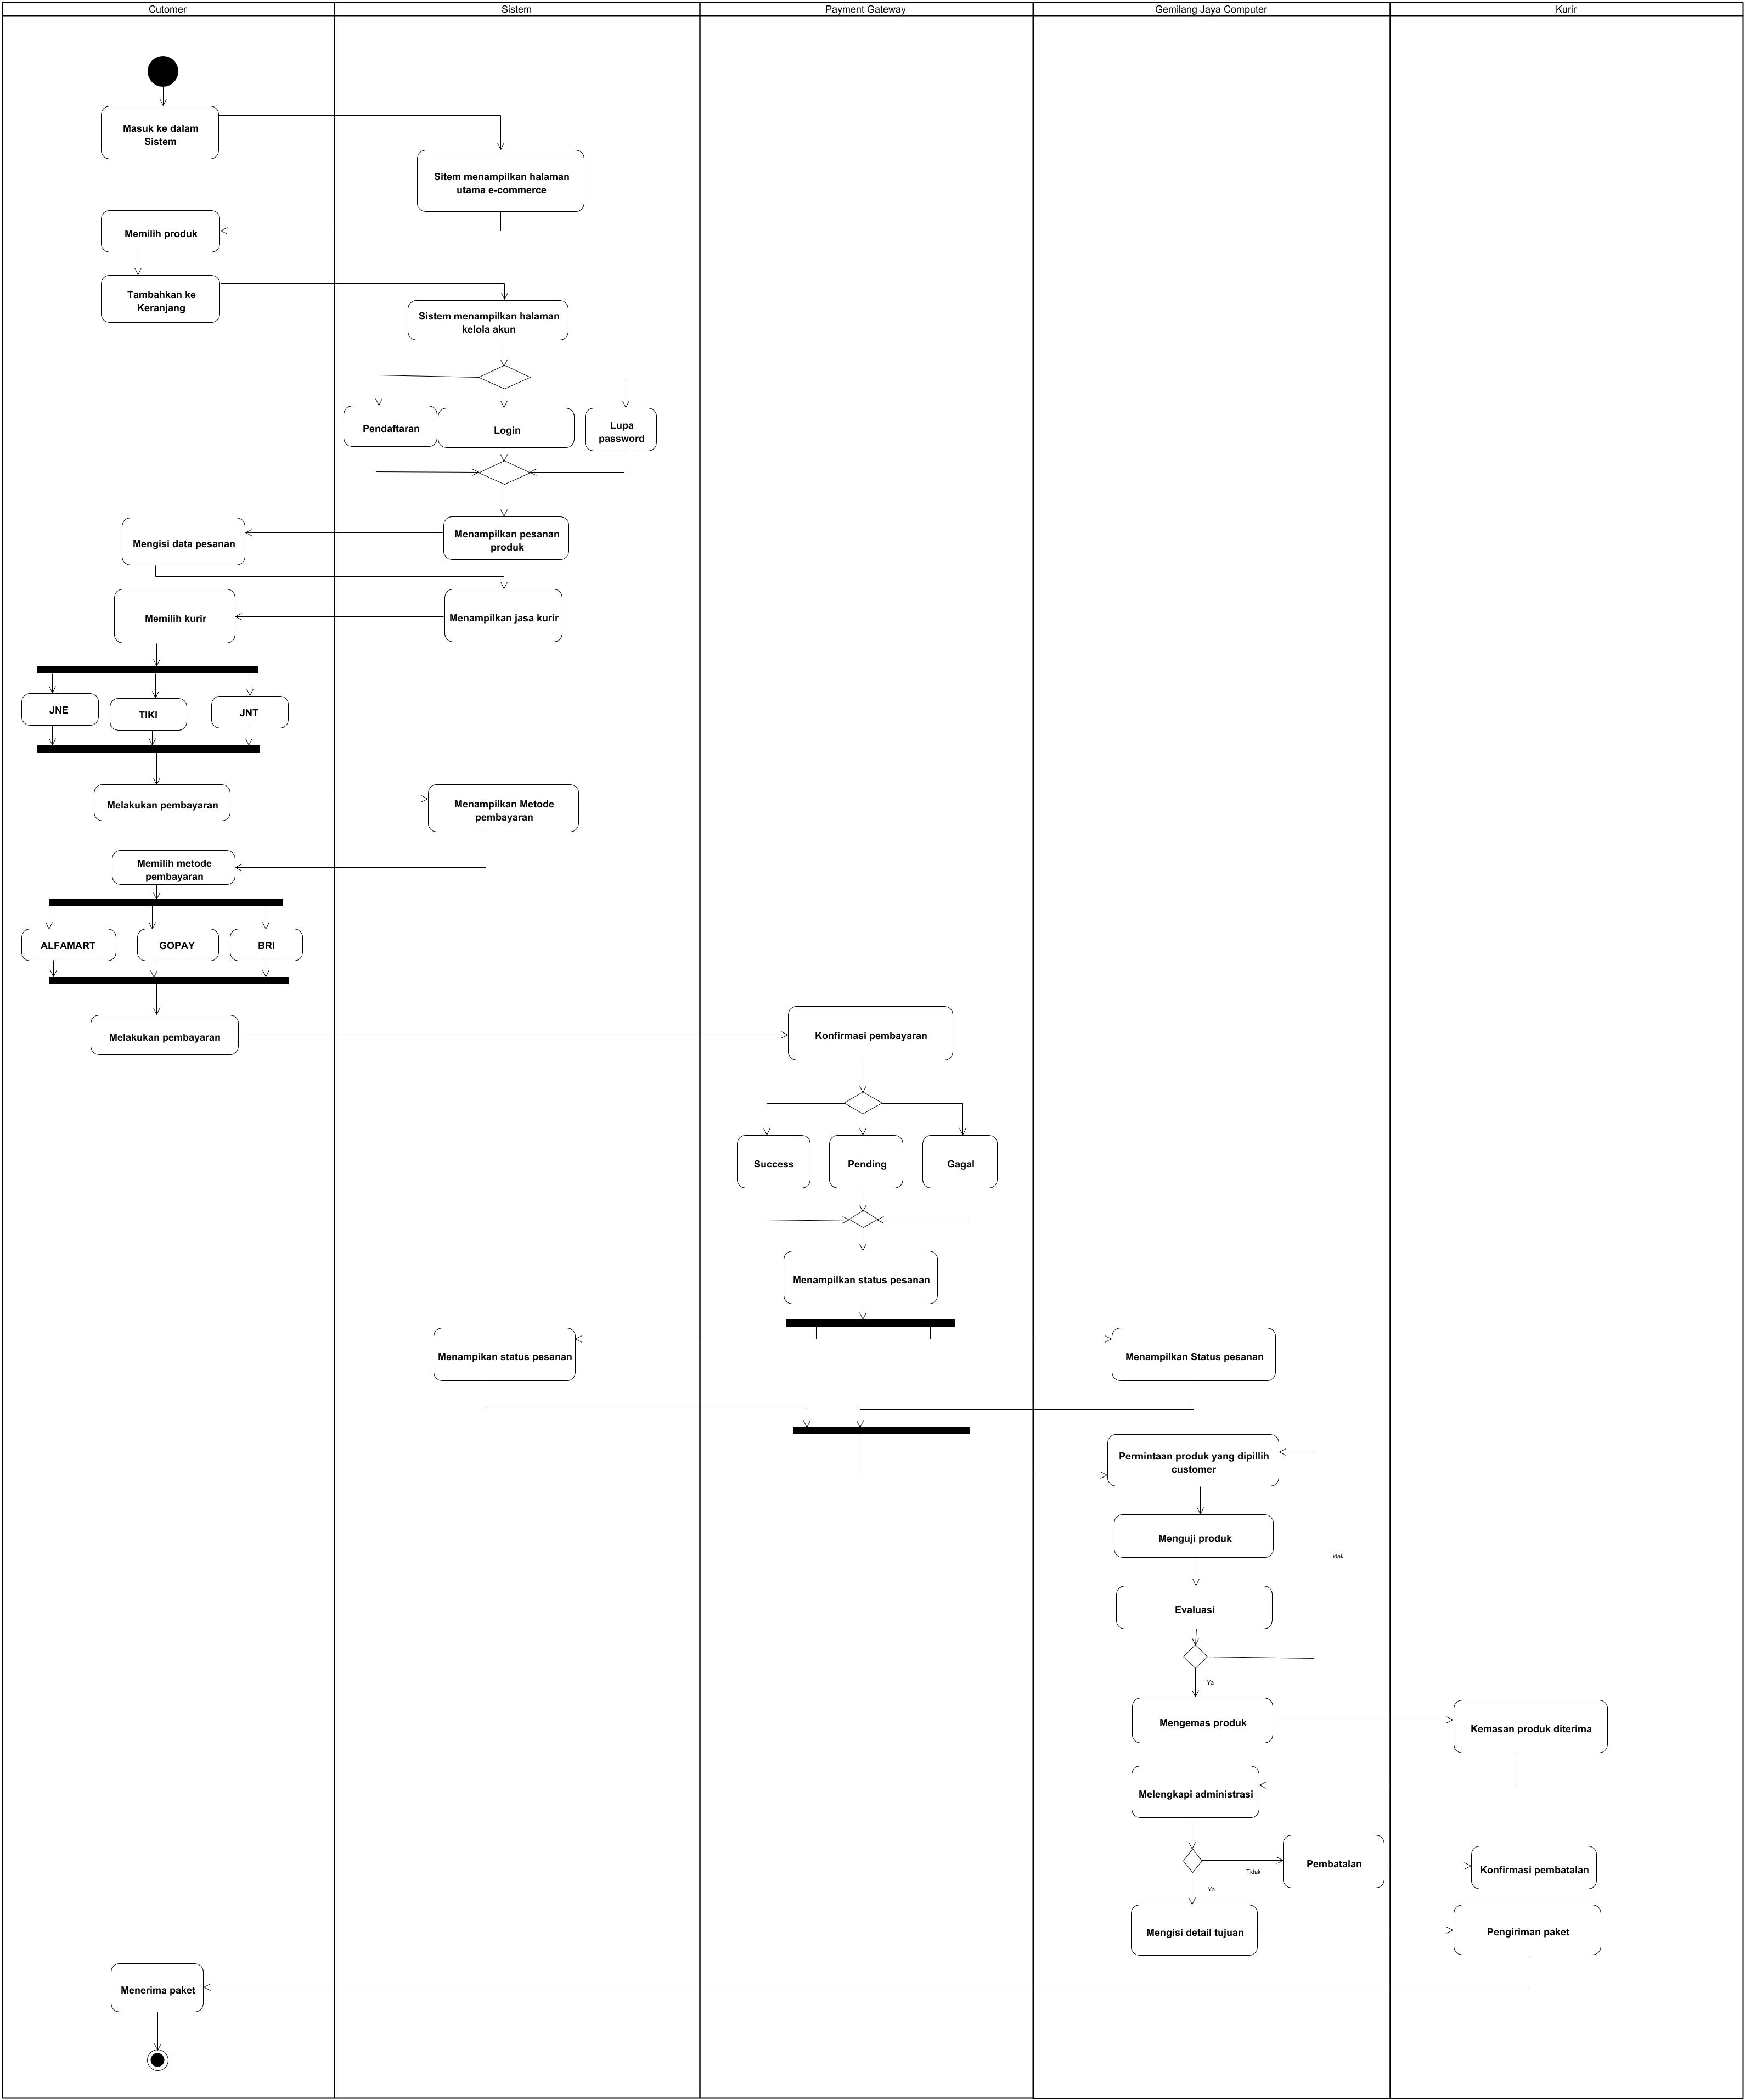 Cutomer
Sistem
Payment Gateway
Gemilang Jaya Computer
Kurir
Masuk ke dalam
Sistem
Sitem menampilkan halaman
utama e-commerce
Memilih produk
Tambahkan ke
Keranjang
Sistem menampilkan halaman
kelola akun
Pendaftaran
Login
Lupa
password
Menampilkan pesanan
produk
Mengisi data pesanan
Memilih kurir
Menampilkan jasa kurir
JNE
TIKI
JNT
Melakukan pembayaran
Menampilkan Metode
pembayaran
Memilih metode
pembayaran
ALFAMART
GOPAY
BRI
Melakukan pembayaran
Konfirmasi pembayaran
Success
Pending
Gagal
Menampilkan status pesanan
Menampikan status pesanan
Menampilkan Status pesanan
Permintaan produk yang dipillih
customer
Menguji produk
Tidak
Evaluasi
Ya
Mengemas produk
Kemasan produk diterima
Melengkapi administrasi
Tidak
Pembatalan
Konfirmasi pembatalan
Ya
Mengisi detail tujuan
Pengiriman paket
Menerima paket